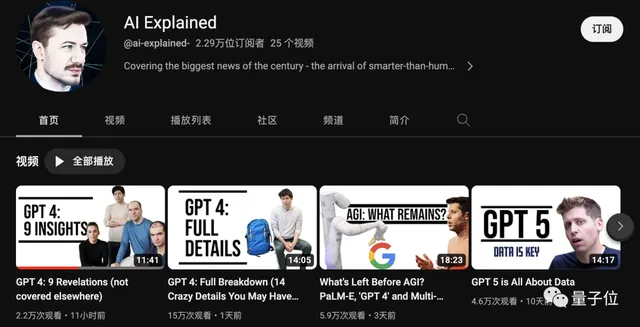 AI Explained
@ai-explained- 2.29万位订阅者 25 个视频
Covering the biggest news of the century - the arrival of smarter-than-hum...
订阅
首页 视频 播放列表 社区 频道 简介
视频 全部播放
GPT 4:
9 INSIGHTS
11:41
GPT 4:
FULL
DETAILS
14:05
AGI: WHAT REMAINS?
18:23
GPT 5
DATA IS KEY
14:17
GPT 4: 9 Revelations (not
covered elsewhere)
2.2万次观看 • 11小时前
GPT 4: Full Breakdown (14
Crazy Details You May Have...
15万次观看 • 1天前
What's Left Before AGI?
PaLM-E, 'GPT 4' and Multi-...
5.9万次观看 • 3天前
GPT 5 is All About Data
4.6万次观看 • 10天前
量子位